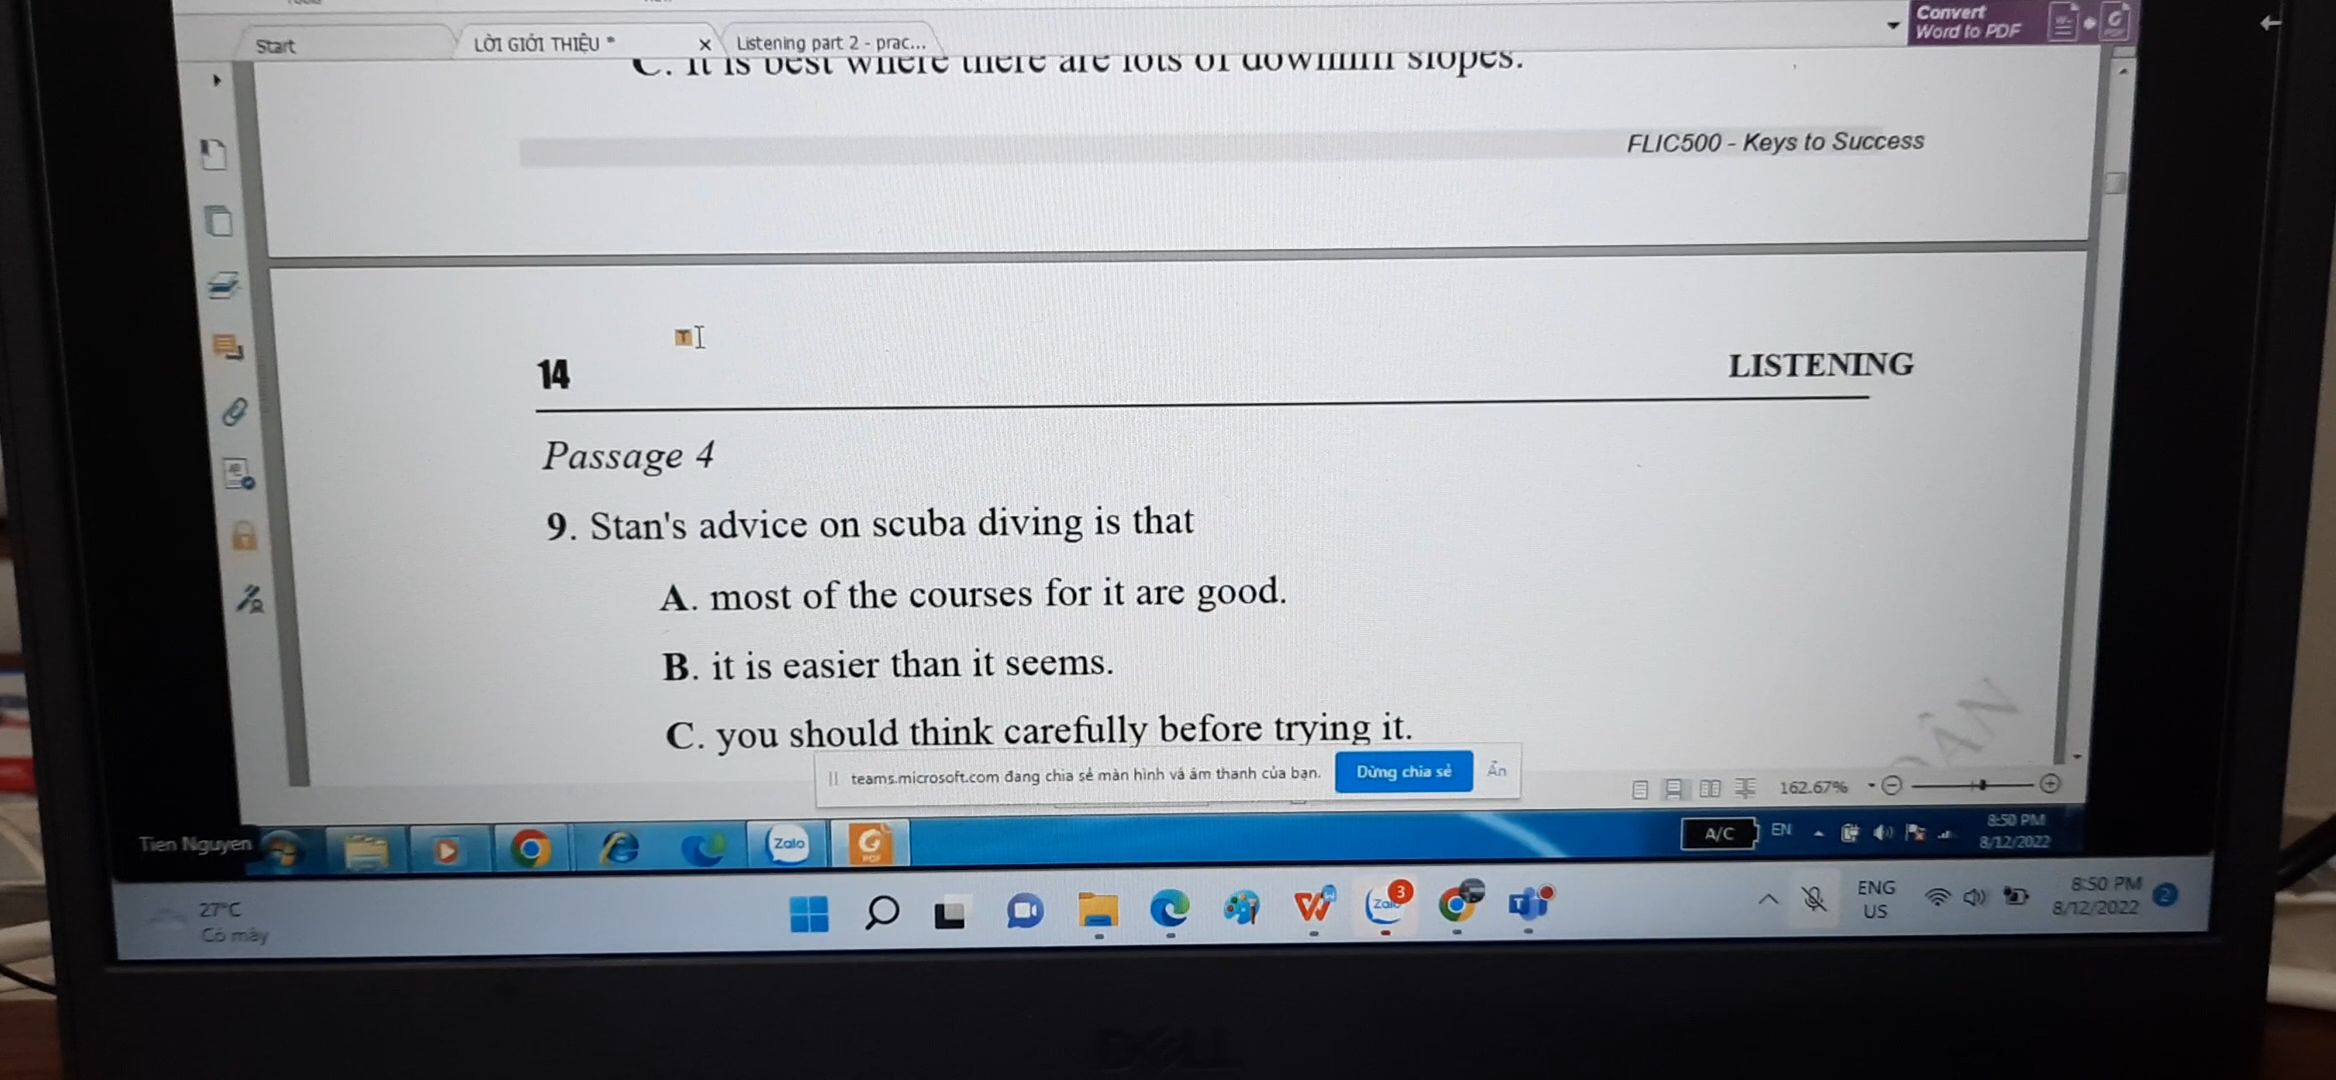 Convert
Word to PDF
Start
LỜI GIỚI THIỆU *
Listening part 2 - prac...
C. It is best where there are lots of downhill slopes.
FLIC500 - Keys to Success
14
LISTENING
Passage 4
9. Stan's advice on scuba diving is that
A. most of the courses for it are good.
B. it is easier than it seems.
C. you should think carefully before trying it.
teams.microsoft.com đang chia sẻ màn hình và âm thanh của bạn.
Dừng chia sẻ
Ẩn
162.67%
Tien Nguyen
Zalo
PDF
A/C
EN
8:50 PM
8/12/2022
27°C
Có mây
Zalo
3
ENG
US
8:50 PM
8/12/2022
2
DELL